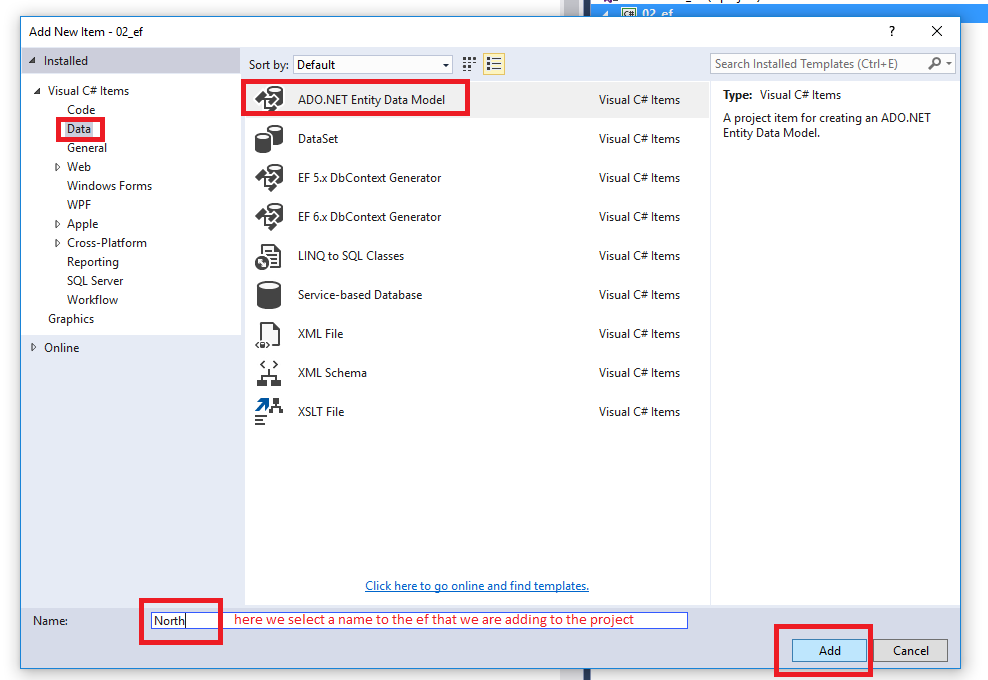 02_ef
Add New Item - 02_ef
?
Installed
Sort by: Default
Search Installed Templates (Ctrl+E)
Visual C# Items
Code
Data
General
Web
Windows Forms
WPF
Apple
Cross-Platform
Reporting
SQL Server
Workflow
Graphics
Online
ADO.NET Entity Data Model Visual C# Items
DataSet Visual C# Items
EF 5.x DbContext Generator Visual C# Items
EF 6.x DbContext Generator Visual C# Items
LINQ to SQL Classes Visual C# Items
Service-based Database Visual C# Items
XML File Visual C# Items
XML Schema Visual C# Items
XSLT File Visual C# Items
Type: Visual C# Items
A project item for creating an ADO.NET
Entity Data Model.
Click here to go online and find templates.
Name: North here we select a name to the ef that we are adding to the project
Add Cancel